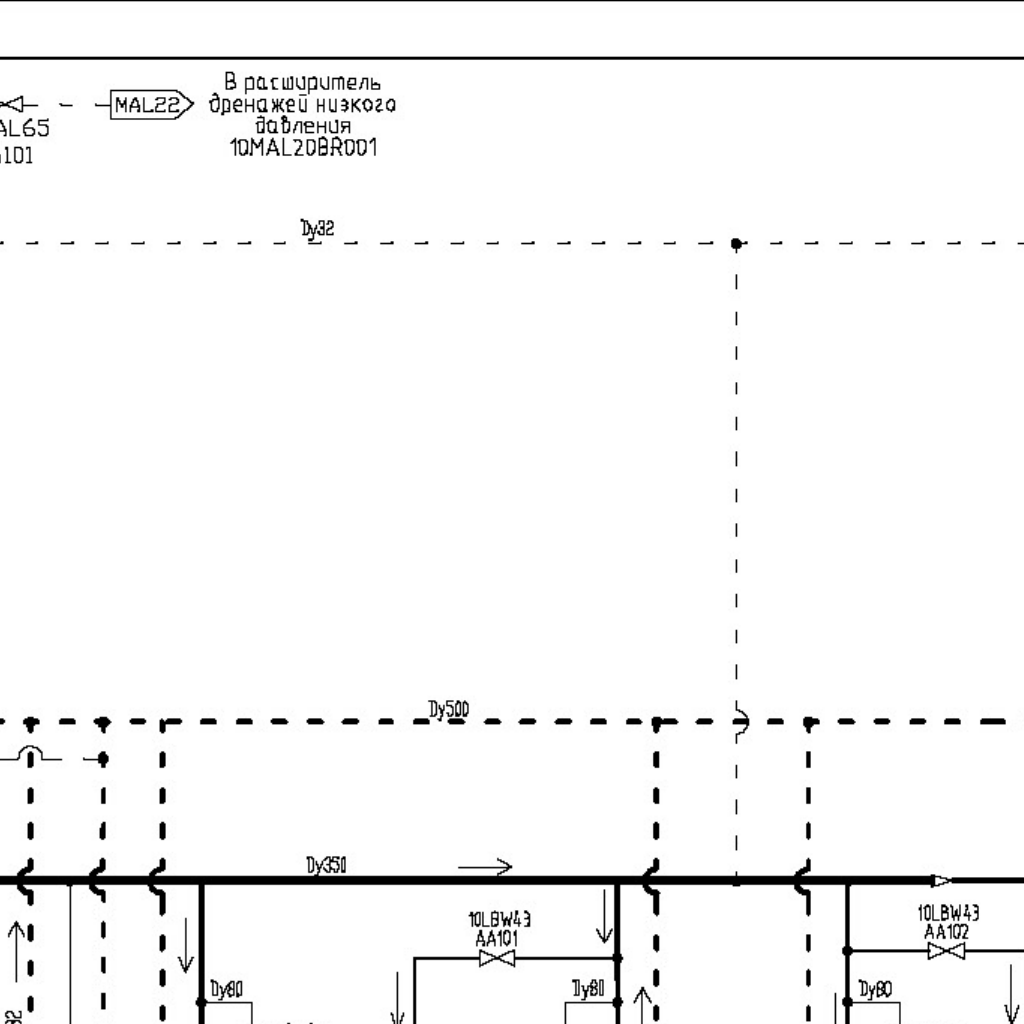 В расширитель
MAL22
дренажей низкого
AL65
давления
101
10MAL20BR001
Dy32
Dy500
Dy350
10LBW43
AA101
10LBW43
AA102
Dy80
Dy80
Dy80